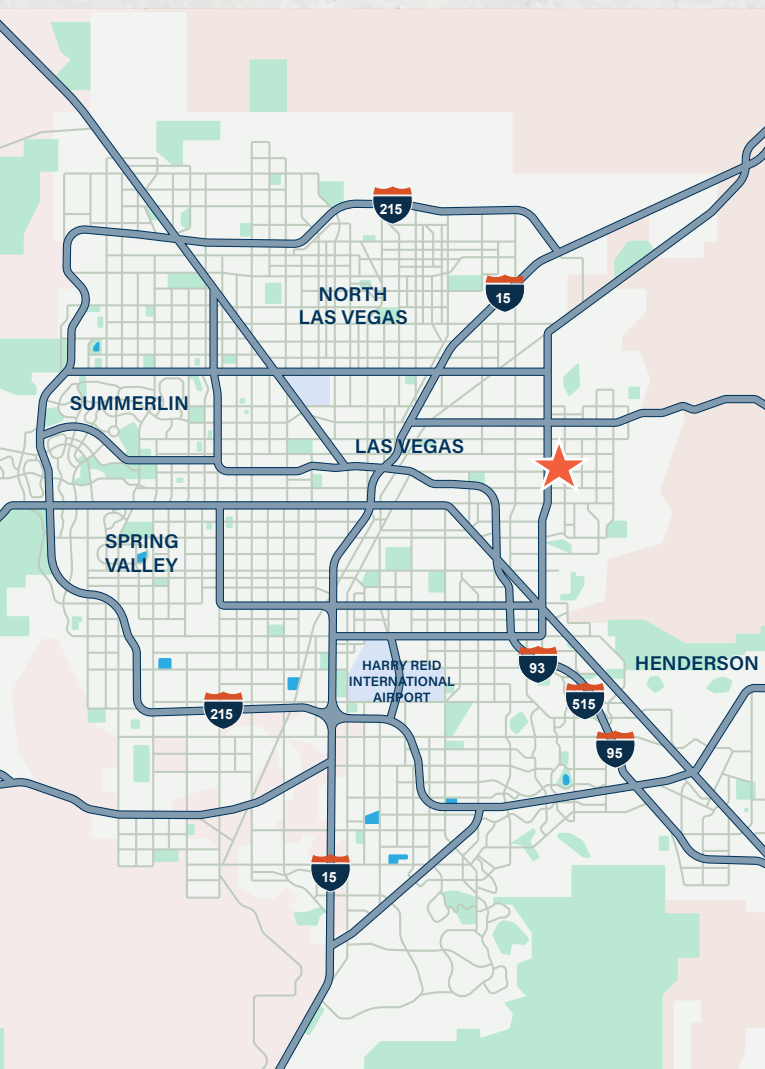 215
15
NORTH
LAS VEGAS
SUMMERLIN
LAS VEGAS
SPRING
VALLEY
HARRY REID
INTERNATIONAL
AIRPORT
93
HENDERSON
515
215
95
15